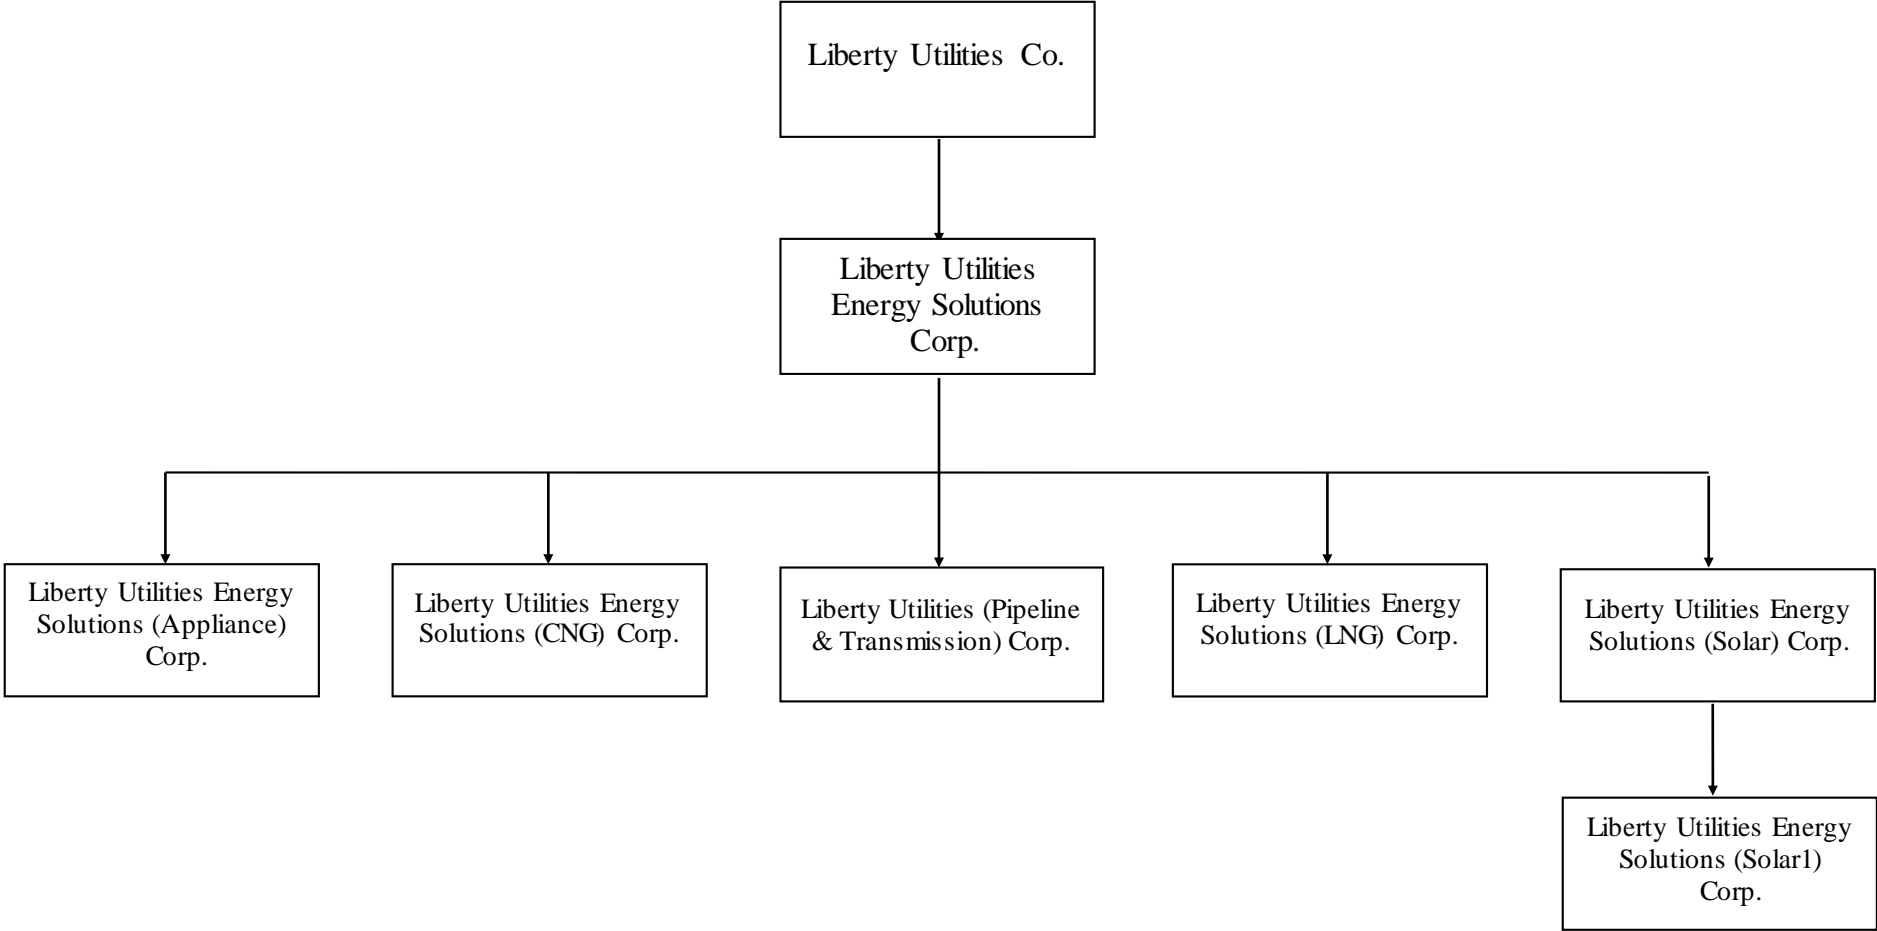 Liberty Utilities Co.
Liberty Utilities
Energy Solutions
Corp.
Liberty Utilities Energy
Solutions (Appliance)
Corp.
Liberty Utilities Energy
Solutions (CNG) Corp.
Liberty Utilities (Pipeline
& Transmission) Corp.
Liberty Utilities Energy
Solutions (LNG) Corp.
Liberty Utilities Energy
Solutions (Solar) Corp.
Liberty Utilities Energy
Solutions (Solar1)
Corp.